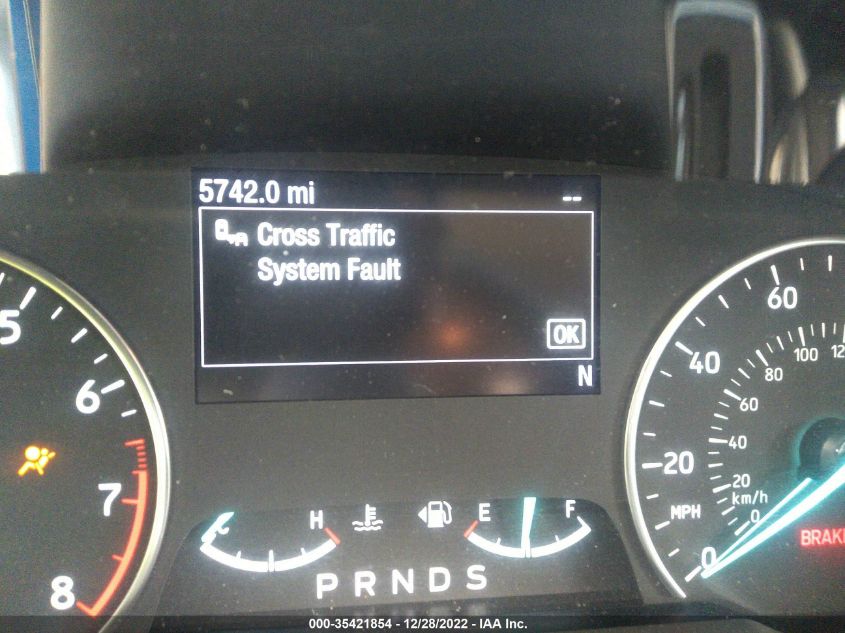 5742.0 mi --
Cross Traffic
System Fault
OK
N
5
6
7
8
C H
E F
P R N D S
0
20
40
60
MPH
0
20
40
60
80
100
km/h
BRAKE
000-35421854 / 12/28/2022 - IAA, Inc.